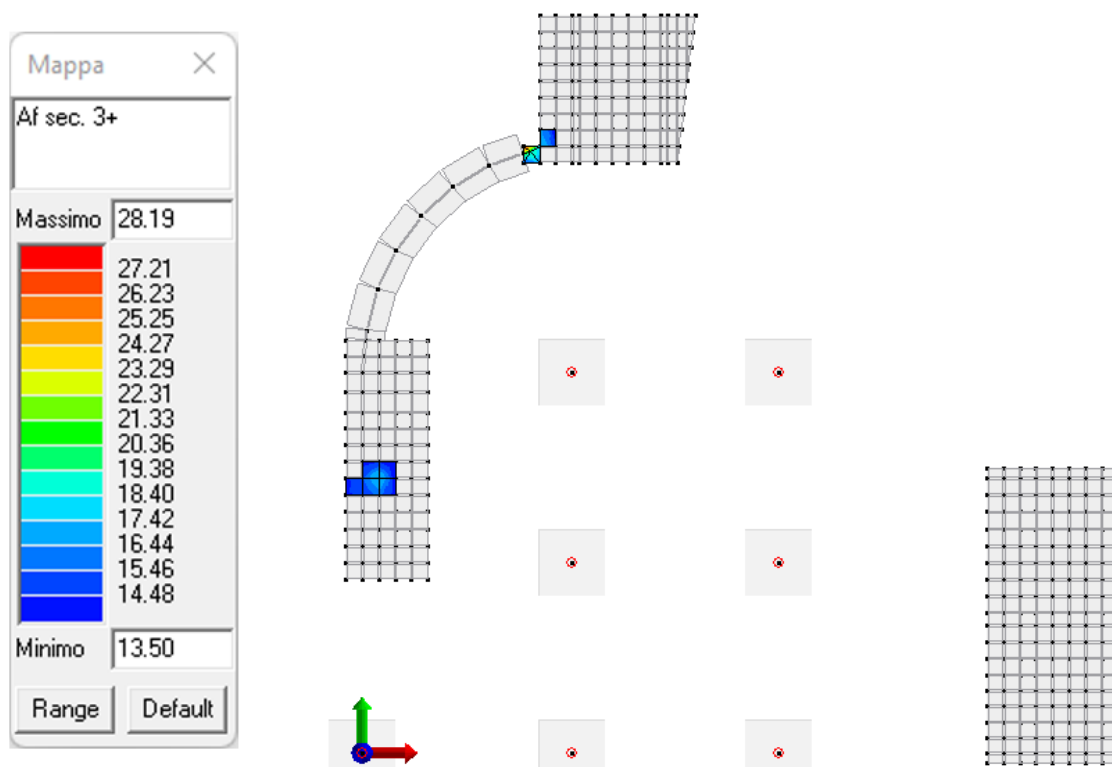 Mappa
Af sec. 3+
Massimo 28.19
27.21
26.23
25.25
24.27
23.29
22.31
21.33
20.36
19.38
18.40
17.42
16.44
15.46
14.48
Minimo 13.50
Range Default